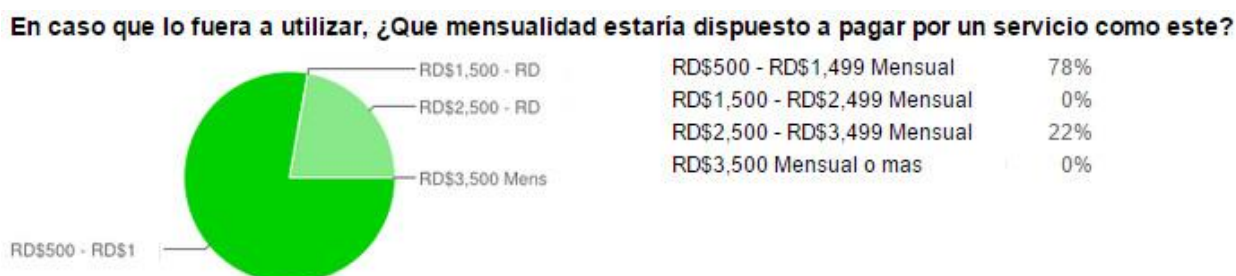 En caso que lo fuera a utilizar, ¿Que mensualidad estaría dispuesto a pagar por un servicio como este?
RD$1,500 - RD
RD$2,500 - RD
RD$3,500 Mens
RD$500 - RD$1
RD$500 - RD$1,499 Mensual 78%
RD$1,500 - RD$2,499 Mensual 0%
RD$2,500 - RD$3,499 Mensual 22%
RD$3,500 Mensual o mas 0%